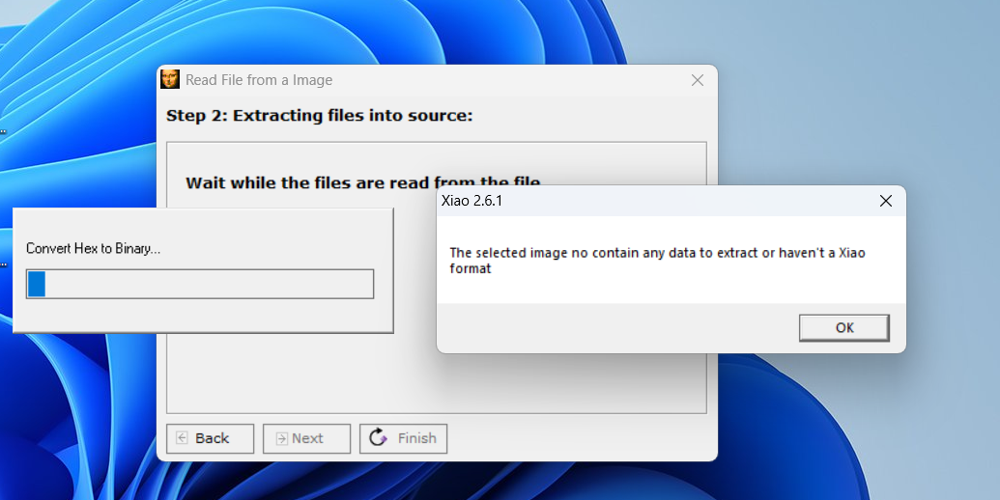 Read File from a Image
Step 2: Extracting files into source:
Wait while the files are read from the file
Xiao 2.6.1
The selected image no contain any data to extract or haven't a Xiao
format
OK
Convert Hex to Binary...
Back
Next
Finish